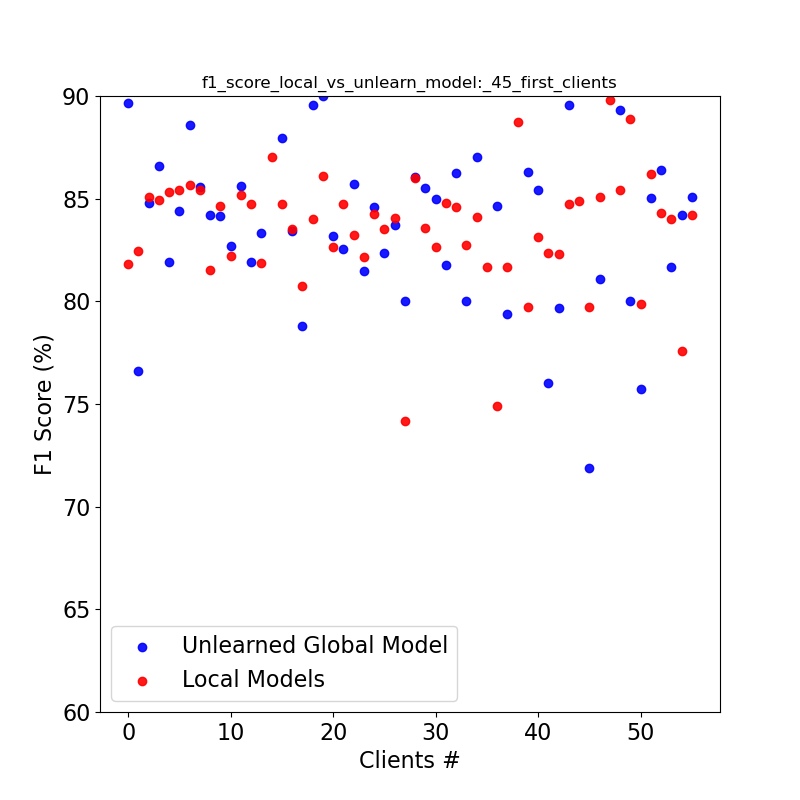 f1_score_local_vs_unlearn_model:_45_first_clients
90
85
80
75
70
65
60
F1 Score (%)
Unlearned Global Model
Local Models
0 10 20 30 40 50
Clients #